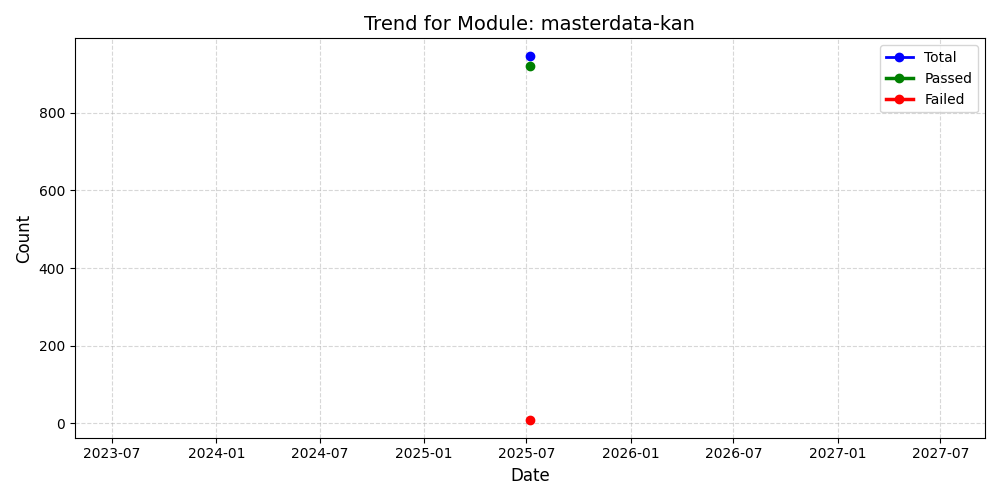 Trend for Module: masterdata-kan
Total
Passed
Failed
800
600
400
200
0
Count
2023-07 2024-01 2024-07 2025-01 2025-07 2026-01 2026-07 2027-01 2027-07
Date